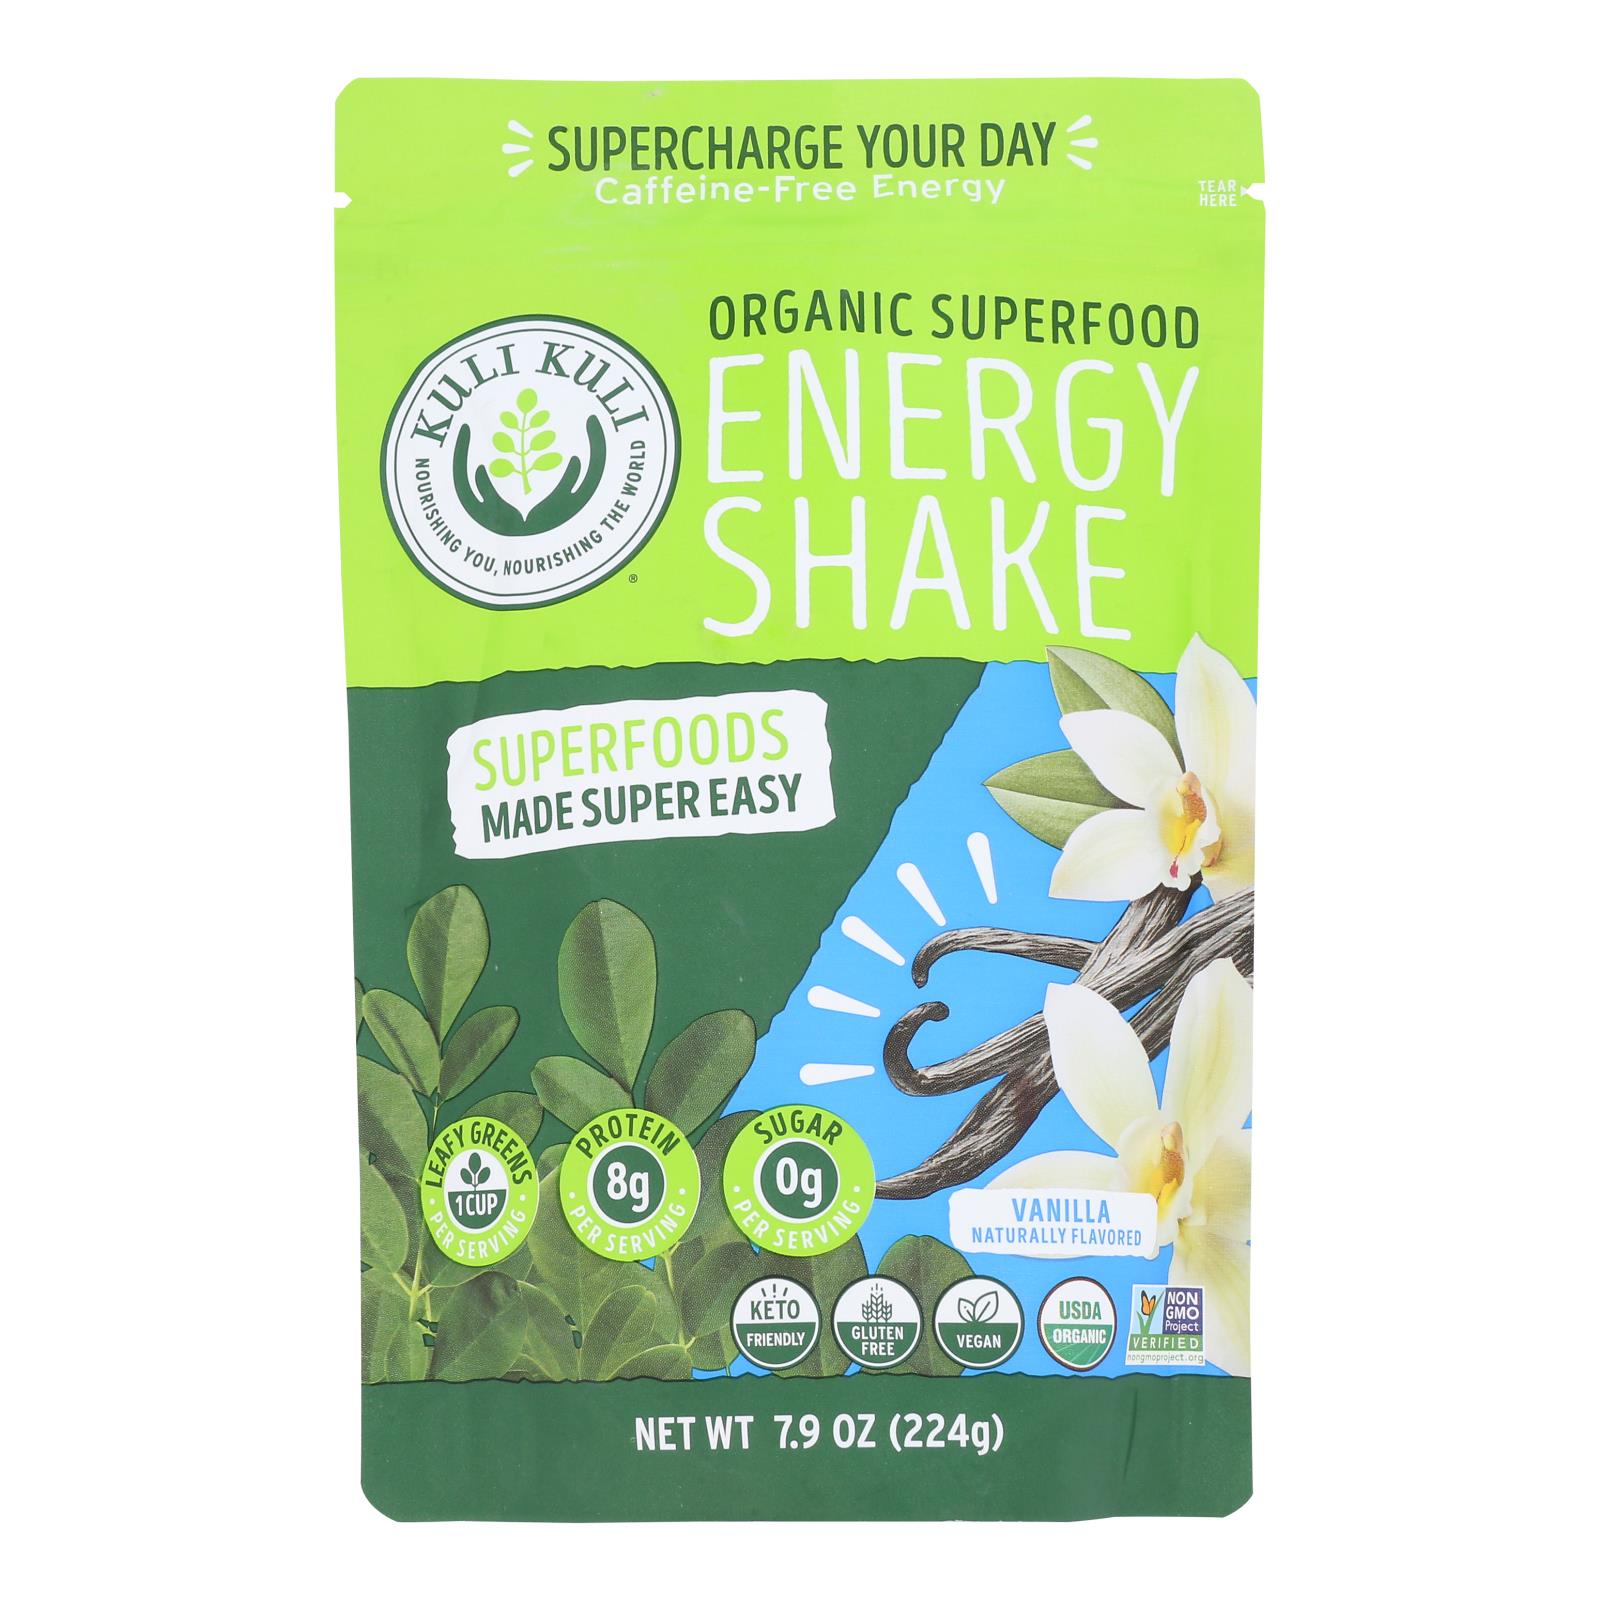 SUPERCHARGE YOUR DAY
Caffeine-Free Energy
TEAR
HERE
ORGANIC SUPERFOOD
ENERGY
SHAKE
KULI KULI
NOURISHING YOU, NOURISHING THE WORLD
®
SUPERFOODS
MADE SUPER EASY
LEAFY GREENS
1 CUP
PER SERVING
PROTEIN
8g
PER SERVING
SUGAR
0g
PER SERVING
VANILLA
NATURALLY FLAVORED
KETO
FRIENDLY
GLUTEN
FREE
VEGAN
USDA
ORGANIC
NON
GMO
Project
VERIFIED
nongmoproject.org
NET WT 7.9 OZ (224g)